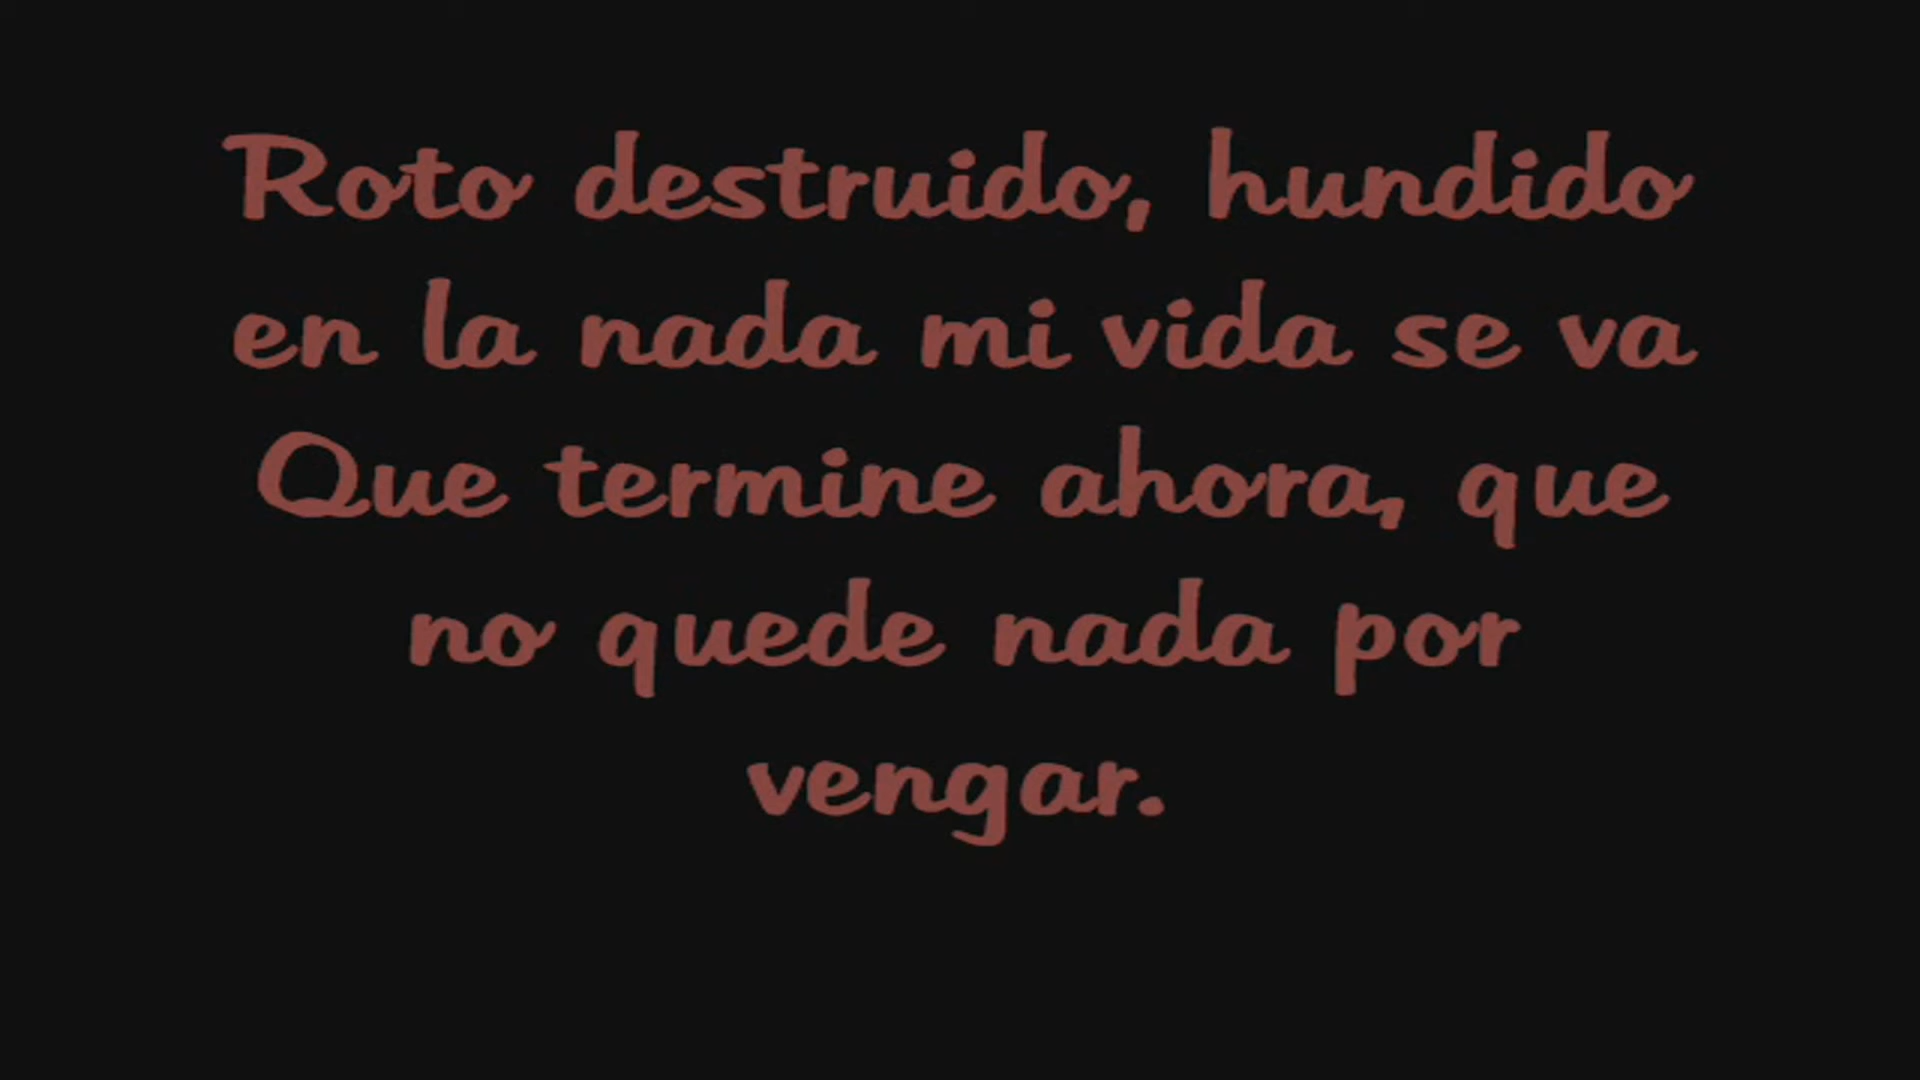 Roto destruido, hundido
en la nada mi vida se va
Que termine ahora, que
no quede nada por
vengar.